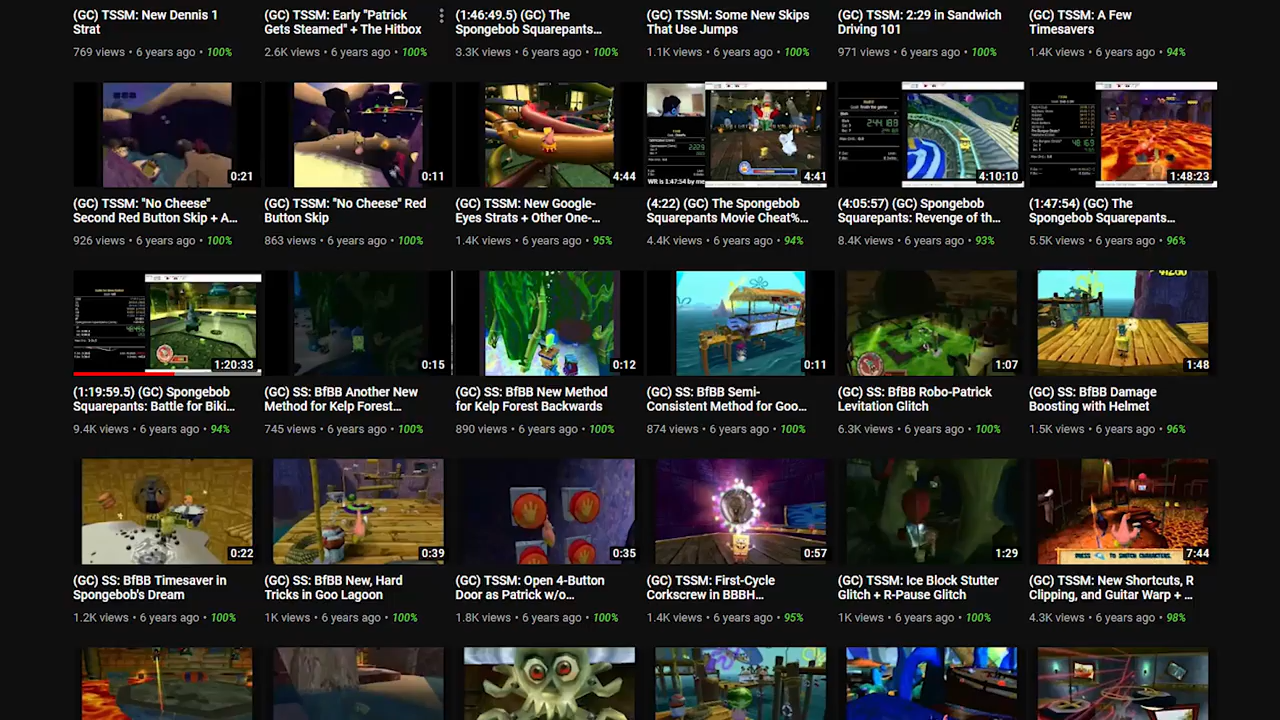 (GC) TSSM: New Dennis 1
Strat
769 views • 6 years ago • 100%
(GC) TSSM: Early "Patrick
Gets Steamed" + The Hitbox
2.6K views • 6 years ago • 100%
(1:46:49.5) (GC) The
Spongebob Squarepants...
3.3K views • 6 years ago • 100%
(GC) TSSM: Some New Skips
That Use Jumps
1.1K views • 6 years ago • 100%
(GC) TSSM: 2:29 in Sandwich
Driving 101
971 views • 6 years ago • 100%
(GC) TSSM: A Few
Timesavers
1.4K views • 6 years ago • 94%
0:21
(GC) TSSM: "No Cheese"
Second Red Button Skip + A...
926 views • 6 years ago • 100%
0:11
(GC) TSSM: "No Cheese" Red
Button Skip
863 views • 6 years ago • 100%
4:44
(GC) TSSM: New Google-
Eyes Strats + Other One-...
1.4K views • 6 years ago • 95%
WR is 1:47:54 by me
4:41
(4:22) (GC) The Spongebob
Squarepants Movie Cheat%...
4.4K views • 6 years ago • 94%
4:10:10
(4:05:57) (GC) Spongebob
Squarepants: Revenge of th...
8.4K views • 6 years ago • 93%
1:48:23
(1:47:54) (GC) The
Spongebob Squarepants...
5.5K views • 6 years ago • 96%
1:20:33
(1:19:59.5) (GC) Spongebob
Squarepants: Battle for Biki...
9.4K views • 6 years ago • 94%
0:15
(GC) SS: BfBB Another New
Method for Kelp Forest...
745 views • 6 years ago • 100%
0:12
(GC) SS: BfBB New Method
for Kelp Forest Backwards
890 views • 6 years ago • 100%
0:11
(GC) SS: BfBB Semi-
Consistent Method for Goo...
874 views • 6 years ago • 100%
1:07
(GC) SS: BfBB Robo-Patrick
Levitation Glitch
6.3K views • 6 years ago • 100%
1:48
(GC) SS: BfBB Damage
Boosting with Helmet
1.5K views • 6 years ago • 96%
0:22
(GC) SS: BfBB Timesaver in
Spongebob's Dream
1.2K views • 6 years ago • 100%
0:39
(GC) SS: BfBB New, Hard
Tricks in Goo Lagoon
1K views • 6 years ago • 100%
0:35
(GC) TSSM: Open 4-Button
Door as Patrick w/o...
1.8K views • 6 years ago • 100%
0:57
(GC) TSSM: First-Cycle
Corkscrew in BBBH...
1.4K views • 6 years ago • 95%
1:29
(GC) TSSM: Ice Block Stutter
Glitch + R-Pause Glitch
1K views • 6 years ago • 100%
PRESS TO SWITCH CHARACTERS.
7:44
(GC) TSSM: New Shortcuts, R
Clipping, and Guitar Warp + ...
4.3K views • 6 years ago • 98%